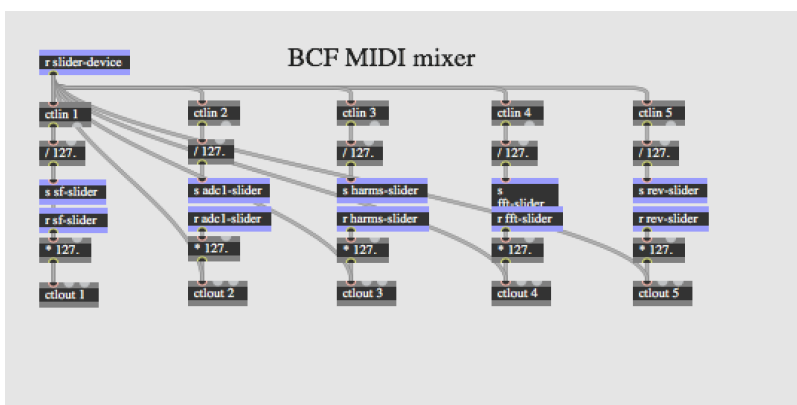 BCF MIDI mixer
r slider-device
ctlin 1
ctlin 2
ctlin 3
ctlin 4
ctlin 5
/ 127.
/ 127.
/ 127.
/ 127.
/ 127.
s sf-slider
s adc1-slider
s harms-slider
s
fft-slider
s rev-slider
r sf-slider
r adc1-slider
r harms-slider
r fft-slider
r rev-slider
* 127.
* 127.
* 127.
* 127.
* 127.
ctlout 1
ctlout 2
ctlout 3
ctlout 4
ctlout 5